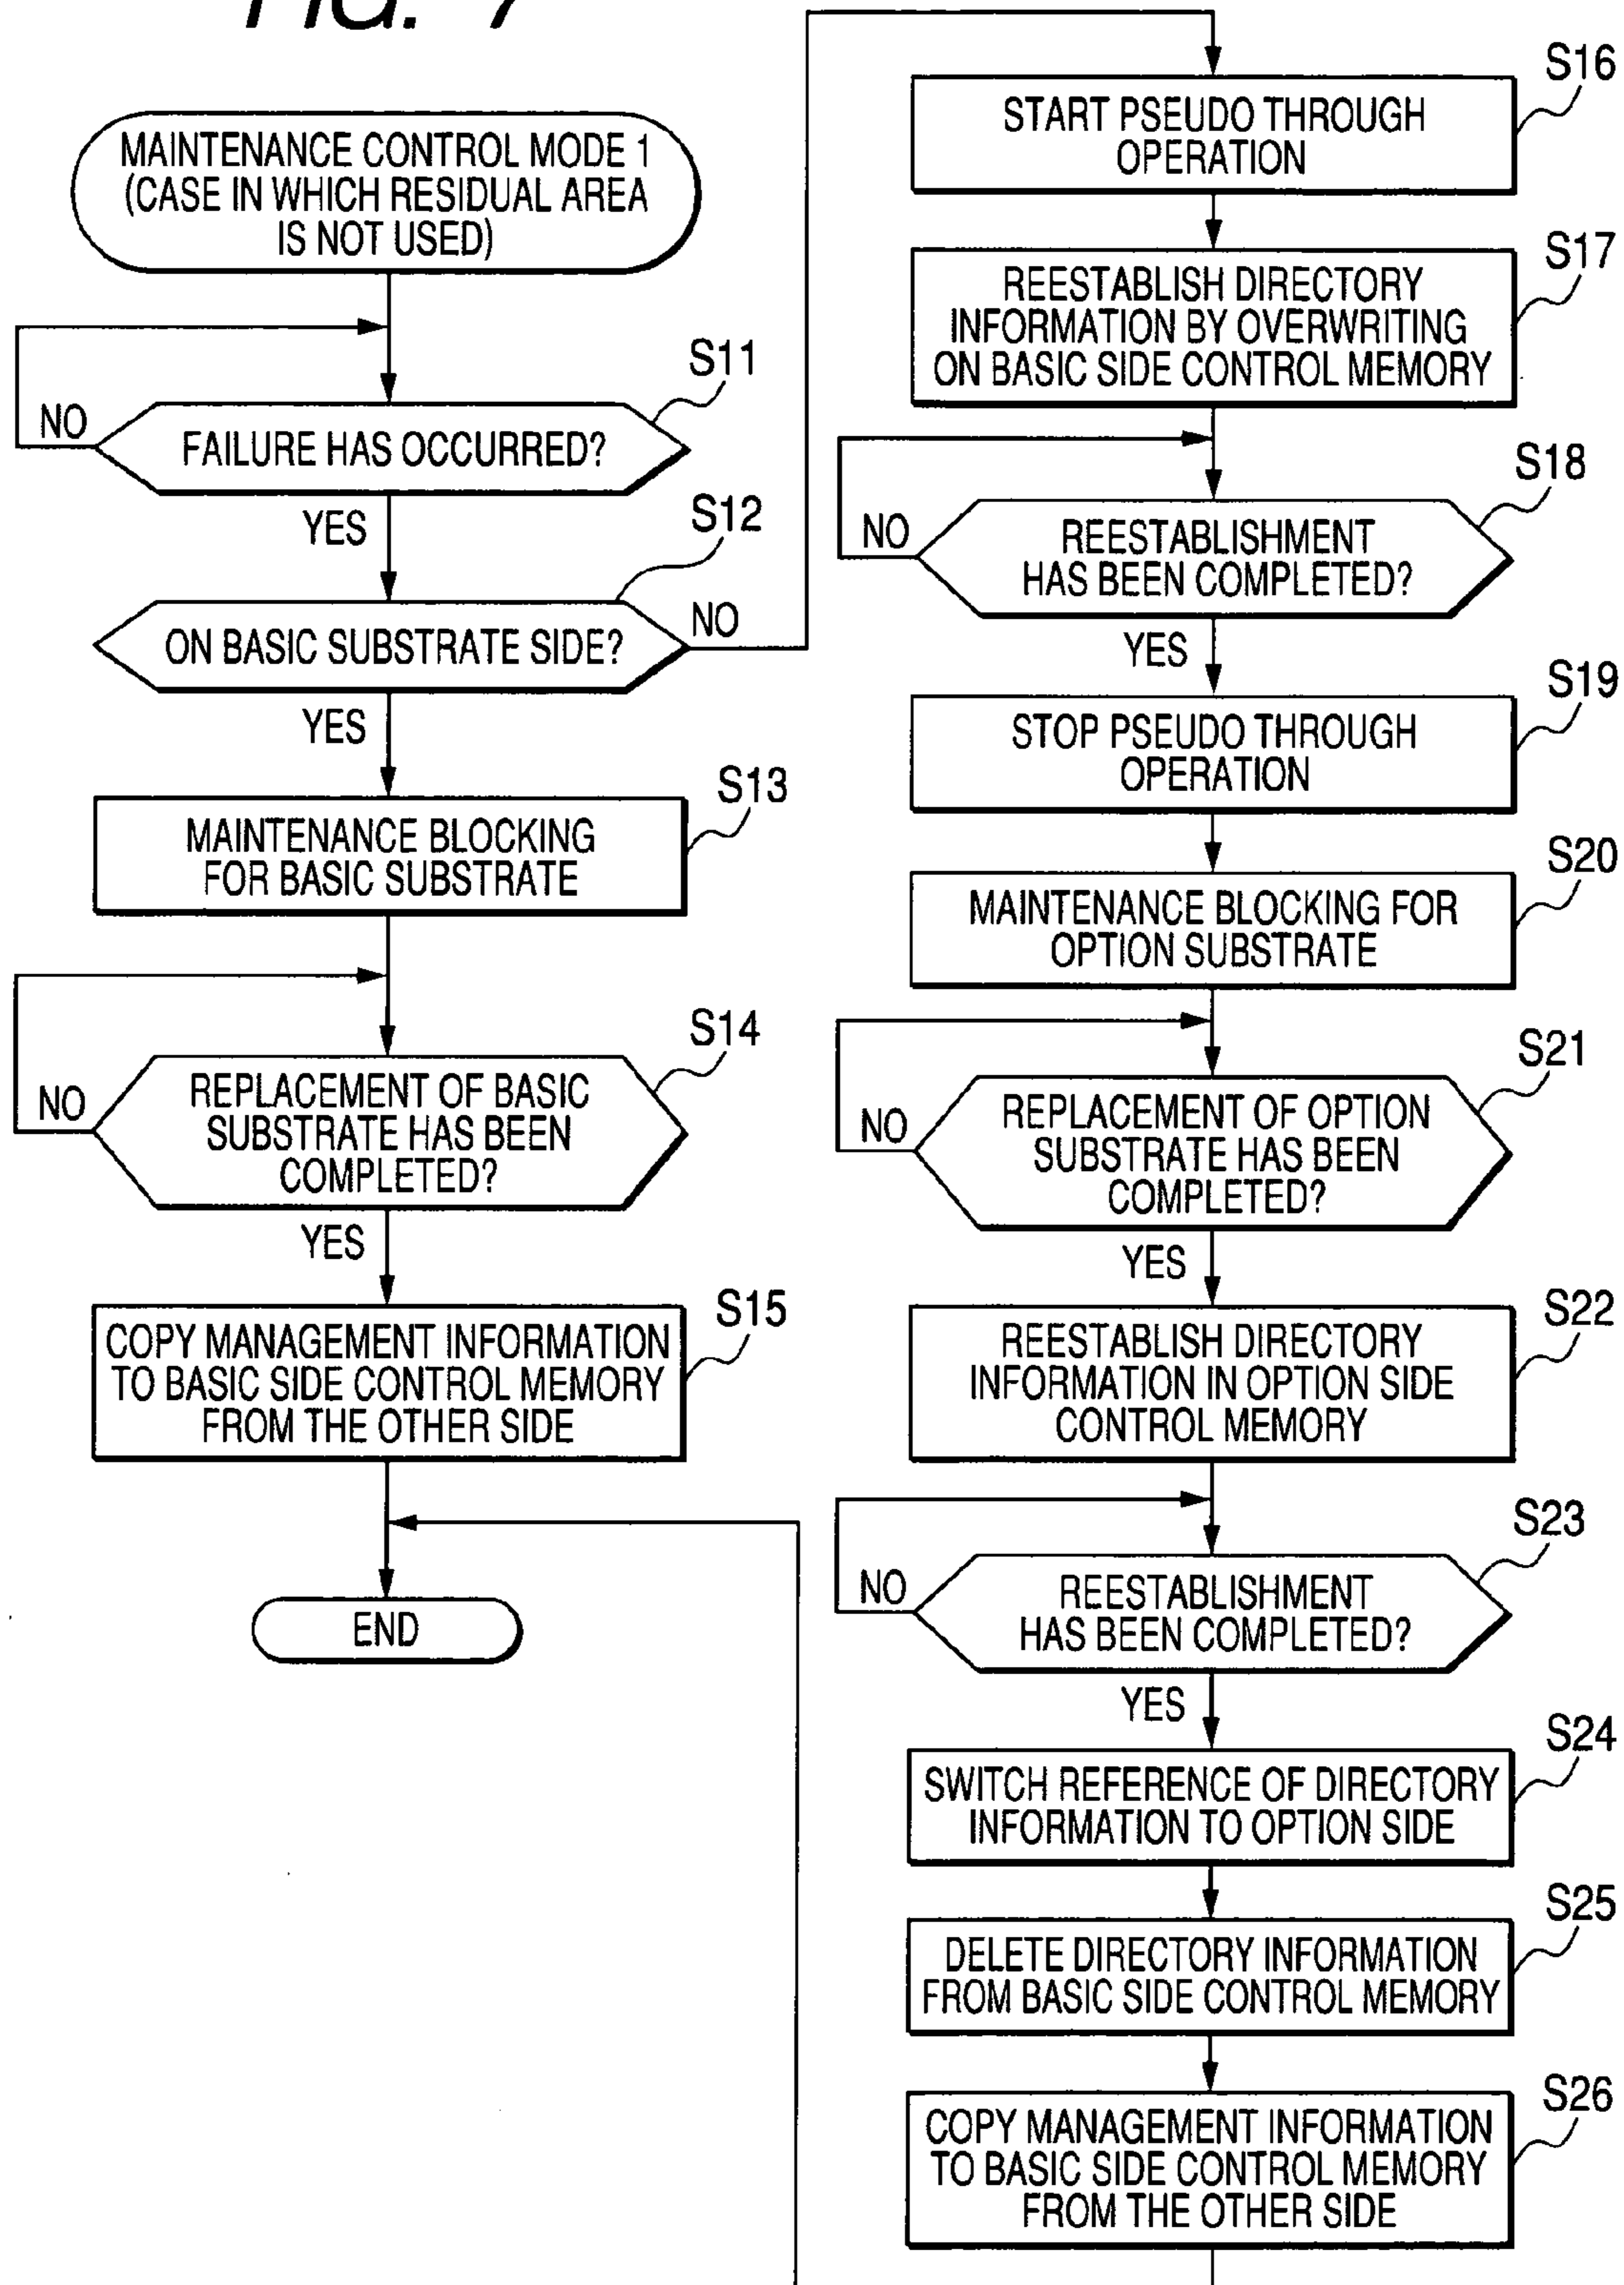 FIG. 7
MAINTENANCE CONTROL MODE 1
(CASE IN WHICH RESIDUAL AREA
IS NOT USED)
S11
NO
FAILURE HAS OCCURRED?
YES
S12
ON BASIC SUBSTRATE SIDE?
NO
YES
S13
MAINTENANCE BLOCKING
FOR BASIC SUBSTRATE
S14
NO
REPLACEMENT OF BASIC
SUBSTRATE HAS BEEN
COMPLETED?
YES
S15
COPY MANAGEMENT INFORMATION
TO BASIC SIDE CONTROL MEMORY
FROM THE OTHER SIDE
END
S16
START PSEUDO THROUGH
OPERATION
S17
REESTABLISH DIRECTORY
INFORMATION BY OVERWRITING
ON BASIC SIDE CONTROL MEMORY
S18
NO
REESTABLISHMENT
HAS BEEN COMPLETED?
YES
S19
STOP PSEUDO THROUGH
OPERATION
S20
MAINTENANCE BLOCKING FOR
OPTION SUBSTRATE
S21
NO
REPLACEMENT OF OPTION
SUBSTRATE HAS BEEN
COMPLETED?
YES
S22
REESTABLISH DIRECTORY
INFORMATION IN OPTION SIDE
CONTROL MEMORY
S23
NO
REESTABLISHMENT
HAS BEEN COMPLETED?
YES
S24
SWITCH REFERENCE OF DIRECTORY
INFORMATION TO OPTION SIDE
S25
DELETE DIRECTORY INFORMATION
FROM BASIC SIDE CONTROL MEMORY
S26
COPY MANAGEMENT INFORMATION
TO BASIC SIDE CONTROL MEMORY
FROM THE OTHER SIDE